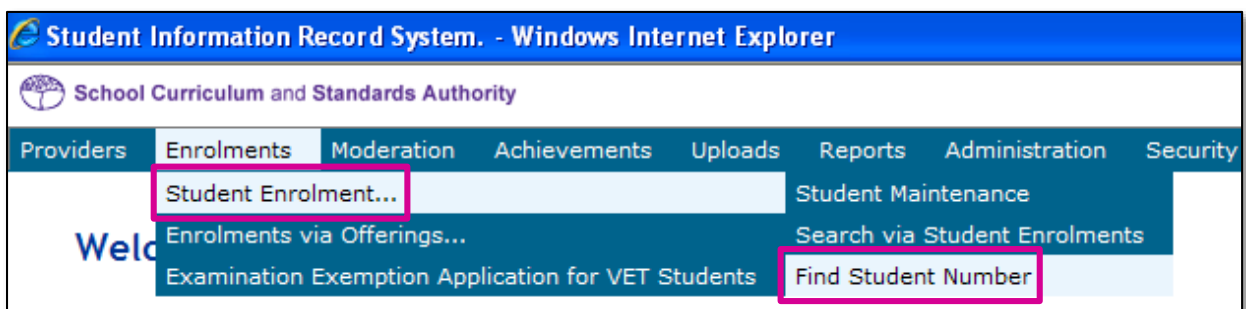 Student Information Record System. - Windows Internet Explorer
School Curriculum and Standards Authority
Providers Enrolments Moderation Achievements Uploads Reports Administration Security
Student Enrolment... Student Maintenance
Enrolments via Offerings... Search via Student Enrolments
Examination Exemption Application for VET Students Find Student Number